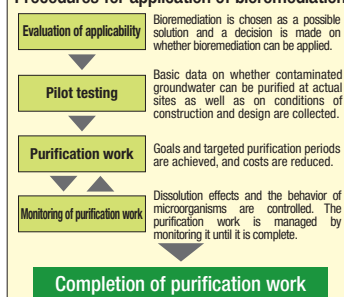 Procedures for application of bioremediation
Evaluation of applicability
Bioremediation is chosen as a possible
solution and a decision is made on
whether bioremediation can be applied.
Pilot testing
Basic data on whether contaminated
groundwater can be purified at actual
sites as well as on conditions of
construction and design are collected.
Purification work
Goals and targeted purification periods
are achieved, and costs are reduced.
Monitoring of purification work
Dissolution effects and the behavior of
microorganisms are controlled. The
purification work is managed by
monitoring it until it is complete.
Completion of purification work